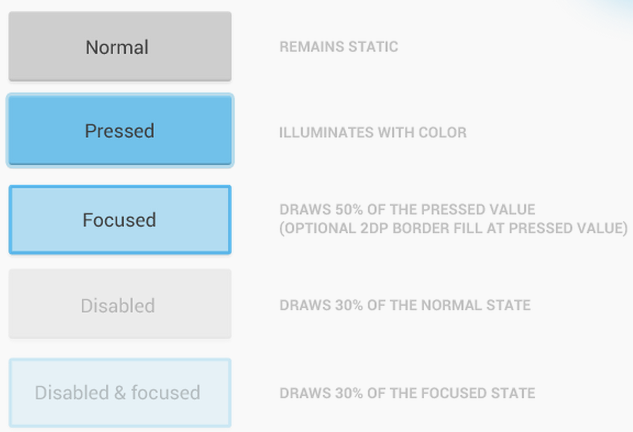 Normal
REMAINS STATIC
Pressed
ILLUMINATES WITH COLOR
Focused
DRAWS 50% OF THE PRESSED VALUE
(OPTIONAL 2DP BORDER FILL AT PRESSED VALUE)
Disabled
DRAWS 30% OF THE NORMAL STATE
Disabled & focused
DRAWS 30% OF THE FOCUSED STATE